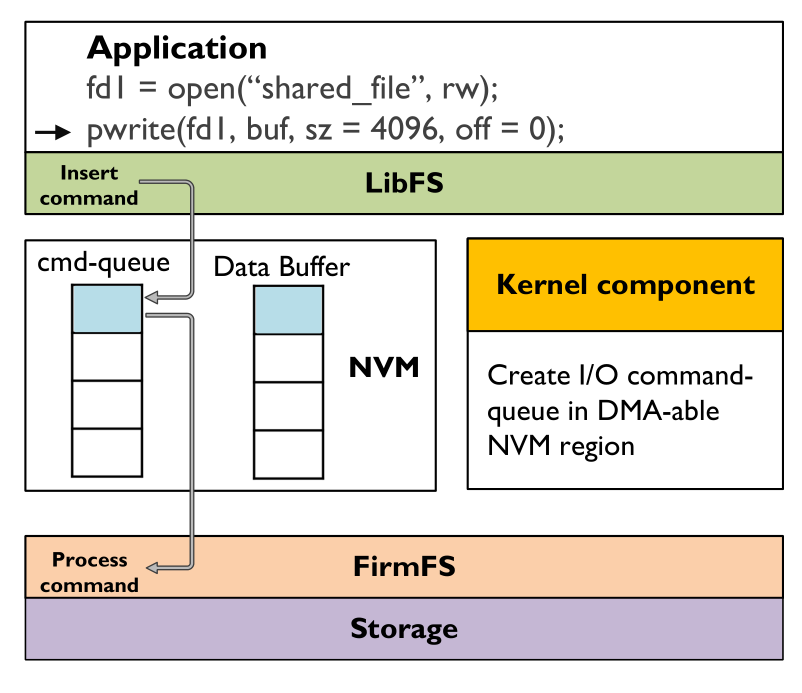 Application
fd1 = open(“shared_file”, rw);
pwrite(fd1, buf, sz = 4096, off = 0);
Insert
command
LibFS
cmd-queue
Data Buffer
NVM
Kernel component
Create I/O command-
queue in DMA-able
NVM region
Process
command
FirmFS
Storage